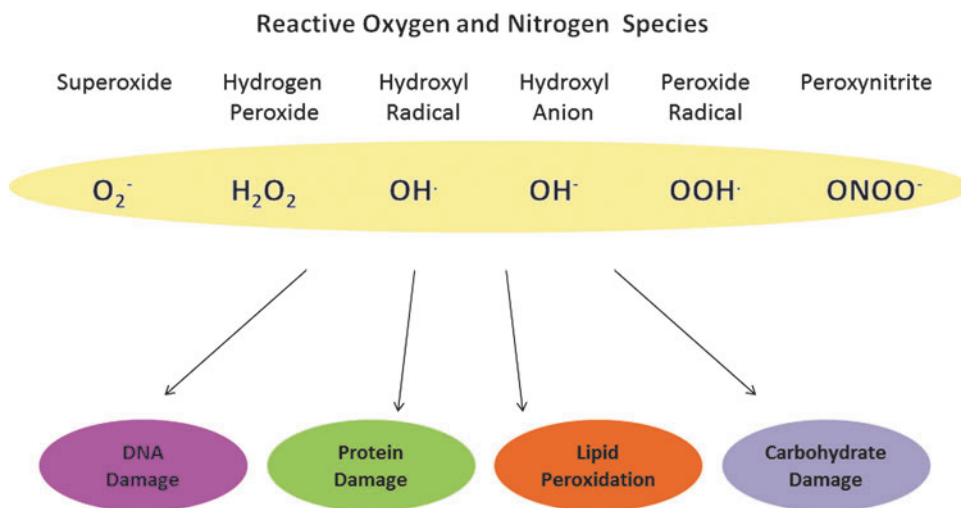 Reactive Oxygen and Nitrogen Species
Superoxide
Hydrogen
Peroxide
Hydroxyl
Radical
Hydroxyl
Anion
Peroxide
Radical
Peroxynitrite
O₂⁻
H₂O₂
OH·
OH⁻
OOH·
ONOO⁻
DNA
Damage
Protein
Damage
Lipid
Peroxidation
Carbohydrate
Damage